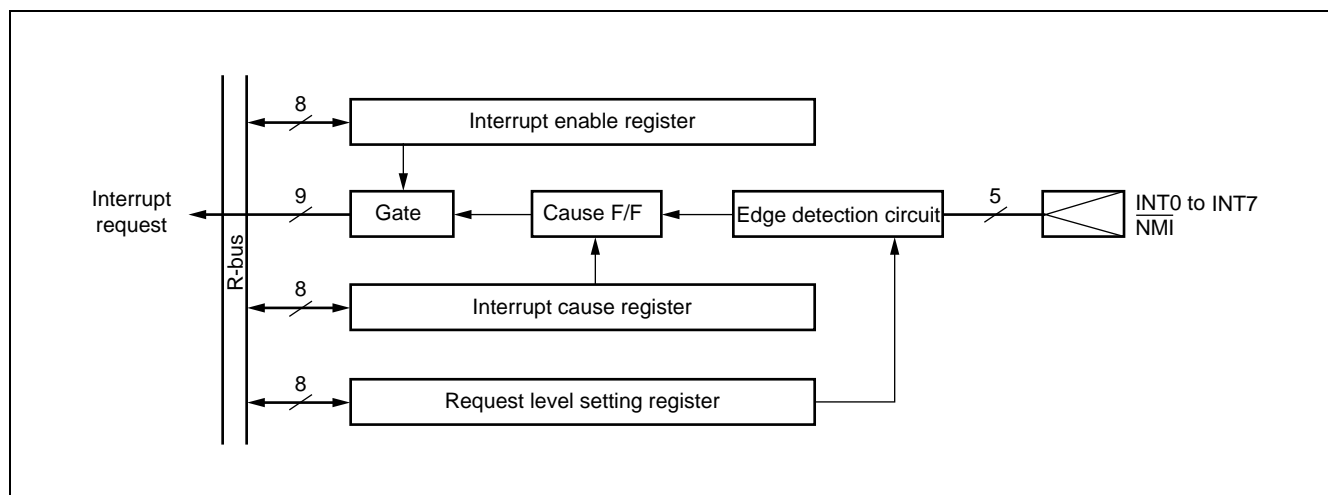 8
Interrupt enable register
Interrupt
request
9
Gate
Cause F/F
Edge detection circuit
5
INT0 to INT7
NMI
R-bus
8
Interrupt cause register
8
Request level setting register